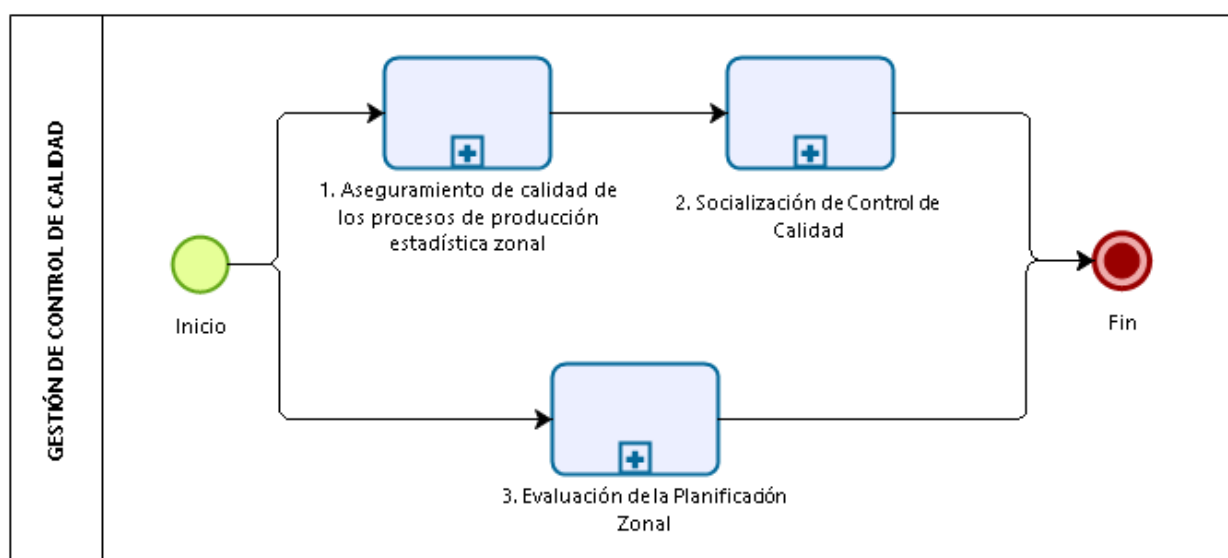 GESTIÓN DE CONTROL DE CALIDAD
1. Aseguramiento de calidad de
los procesos de producción
estadística zonal
2. Socialización de Control de
Calidad
Inicio
Fin
3. Evaluación de la Planificación
Zonal